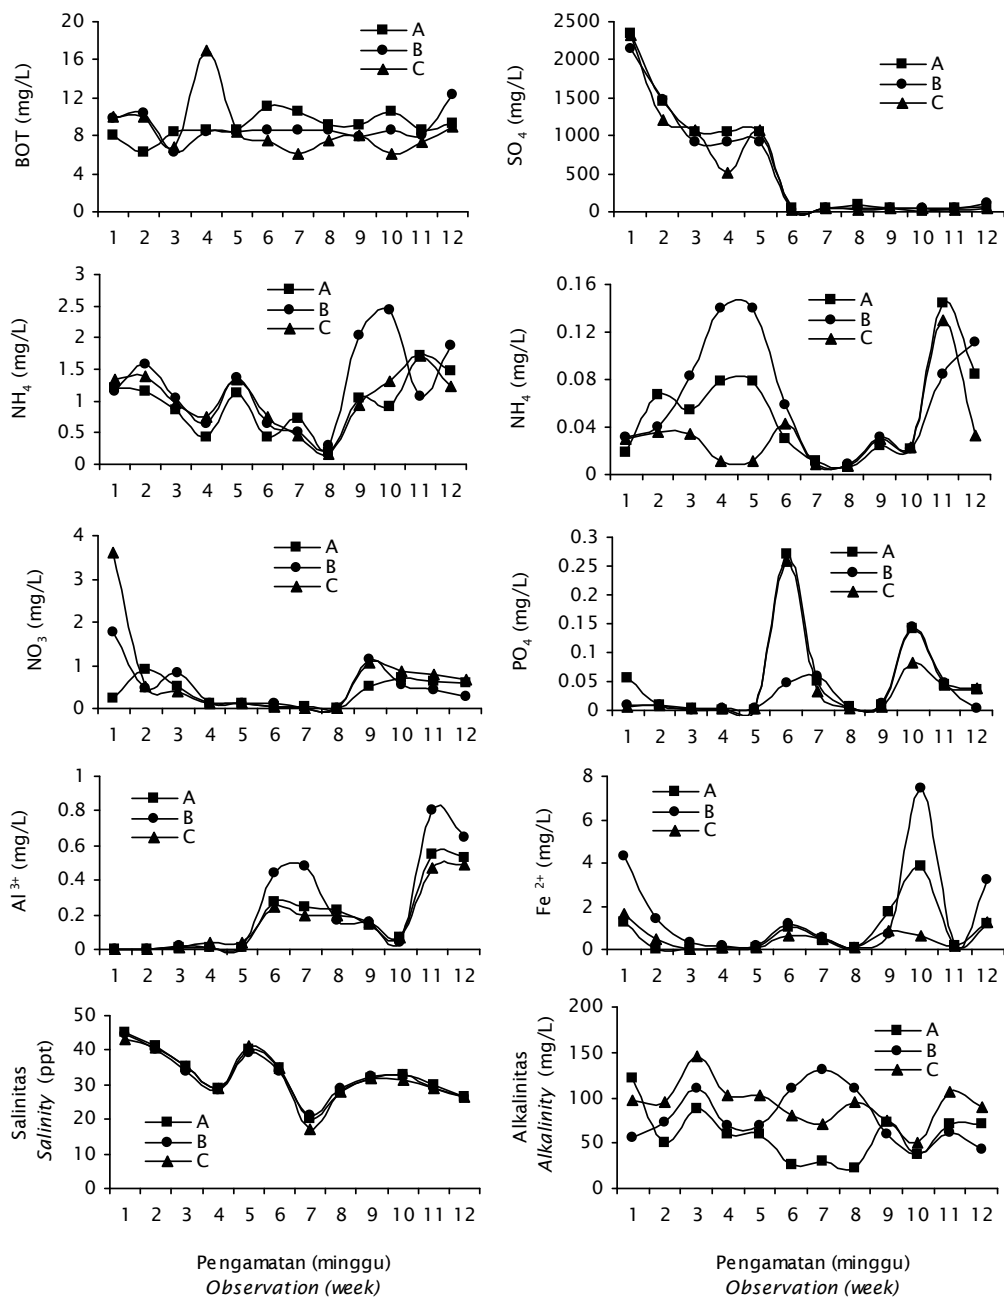 20
16
12
8
4
0
BOT (mg/L)
A
B
C
1 2 3 4 5 6 7 8 9 10 11 12
2500
2000
1500
1000
500
0
SO4 (mg/L)
A
B
C
1 2 3 4 5 6 7 8 9 10 11 12
3
2.5
2
1.5
1
0.5
0
NH4 (mg/L)
A
B
C
1 2 3 4 5 6 7 8 9 10 11 12
0.16
0.12
0.08
0.04
0
NH4 (mg/L)
A
B
C
1 2 3 4 5 6 7 8 9 10 11 12
4
3
2
1
0
NO3 (mg/L)
A
B
C
1 2 3 4 5 6 7 8 9 10 11 12
0.3
0.25
0.2
0.15
0.1
0.05
0
PO4 (mg/L)
A
B
C
1 2 3 4 5 6 7 8 9 10 11 12
1
0.8
0.6
0.4
0.2
0
Al 3+ (mg/L)
A
B
C
1 2 3 4 5 6 7 8 9 10 11 12
8
6
4
2
0
Fe 2+ (mg/L)
A
B
C
1 2 3 4 5 6 7 8 9 10 11 12
50
40
30
20
10
0
Salinitas
Salinity (ppt)
A
B
C
1 2 3 4 5 6 7 8 9 10 11 12
Pengamatan (minggu)
Observation (week)
200
150
100
50
0
Alkalinitas
Alkalinity (mg/L)
A
B
C
1 2 3 4 5 6 7 8 9 10 11 12
Pengamatan (minggu)
Observation (week)